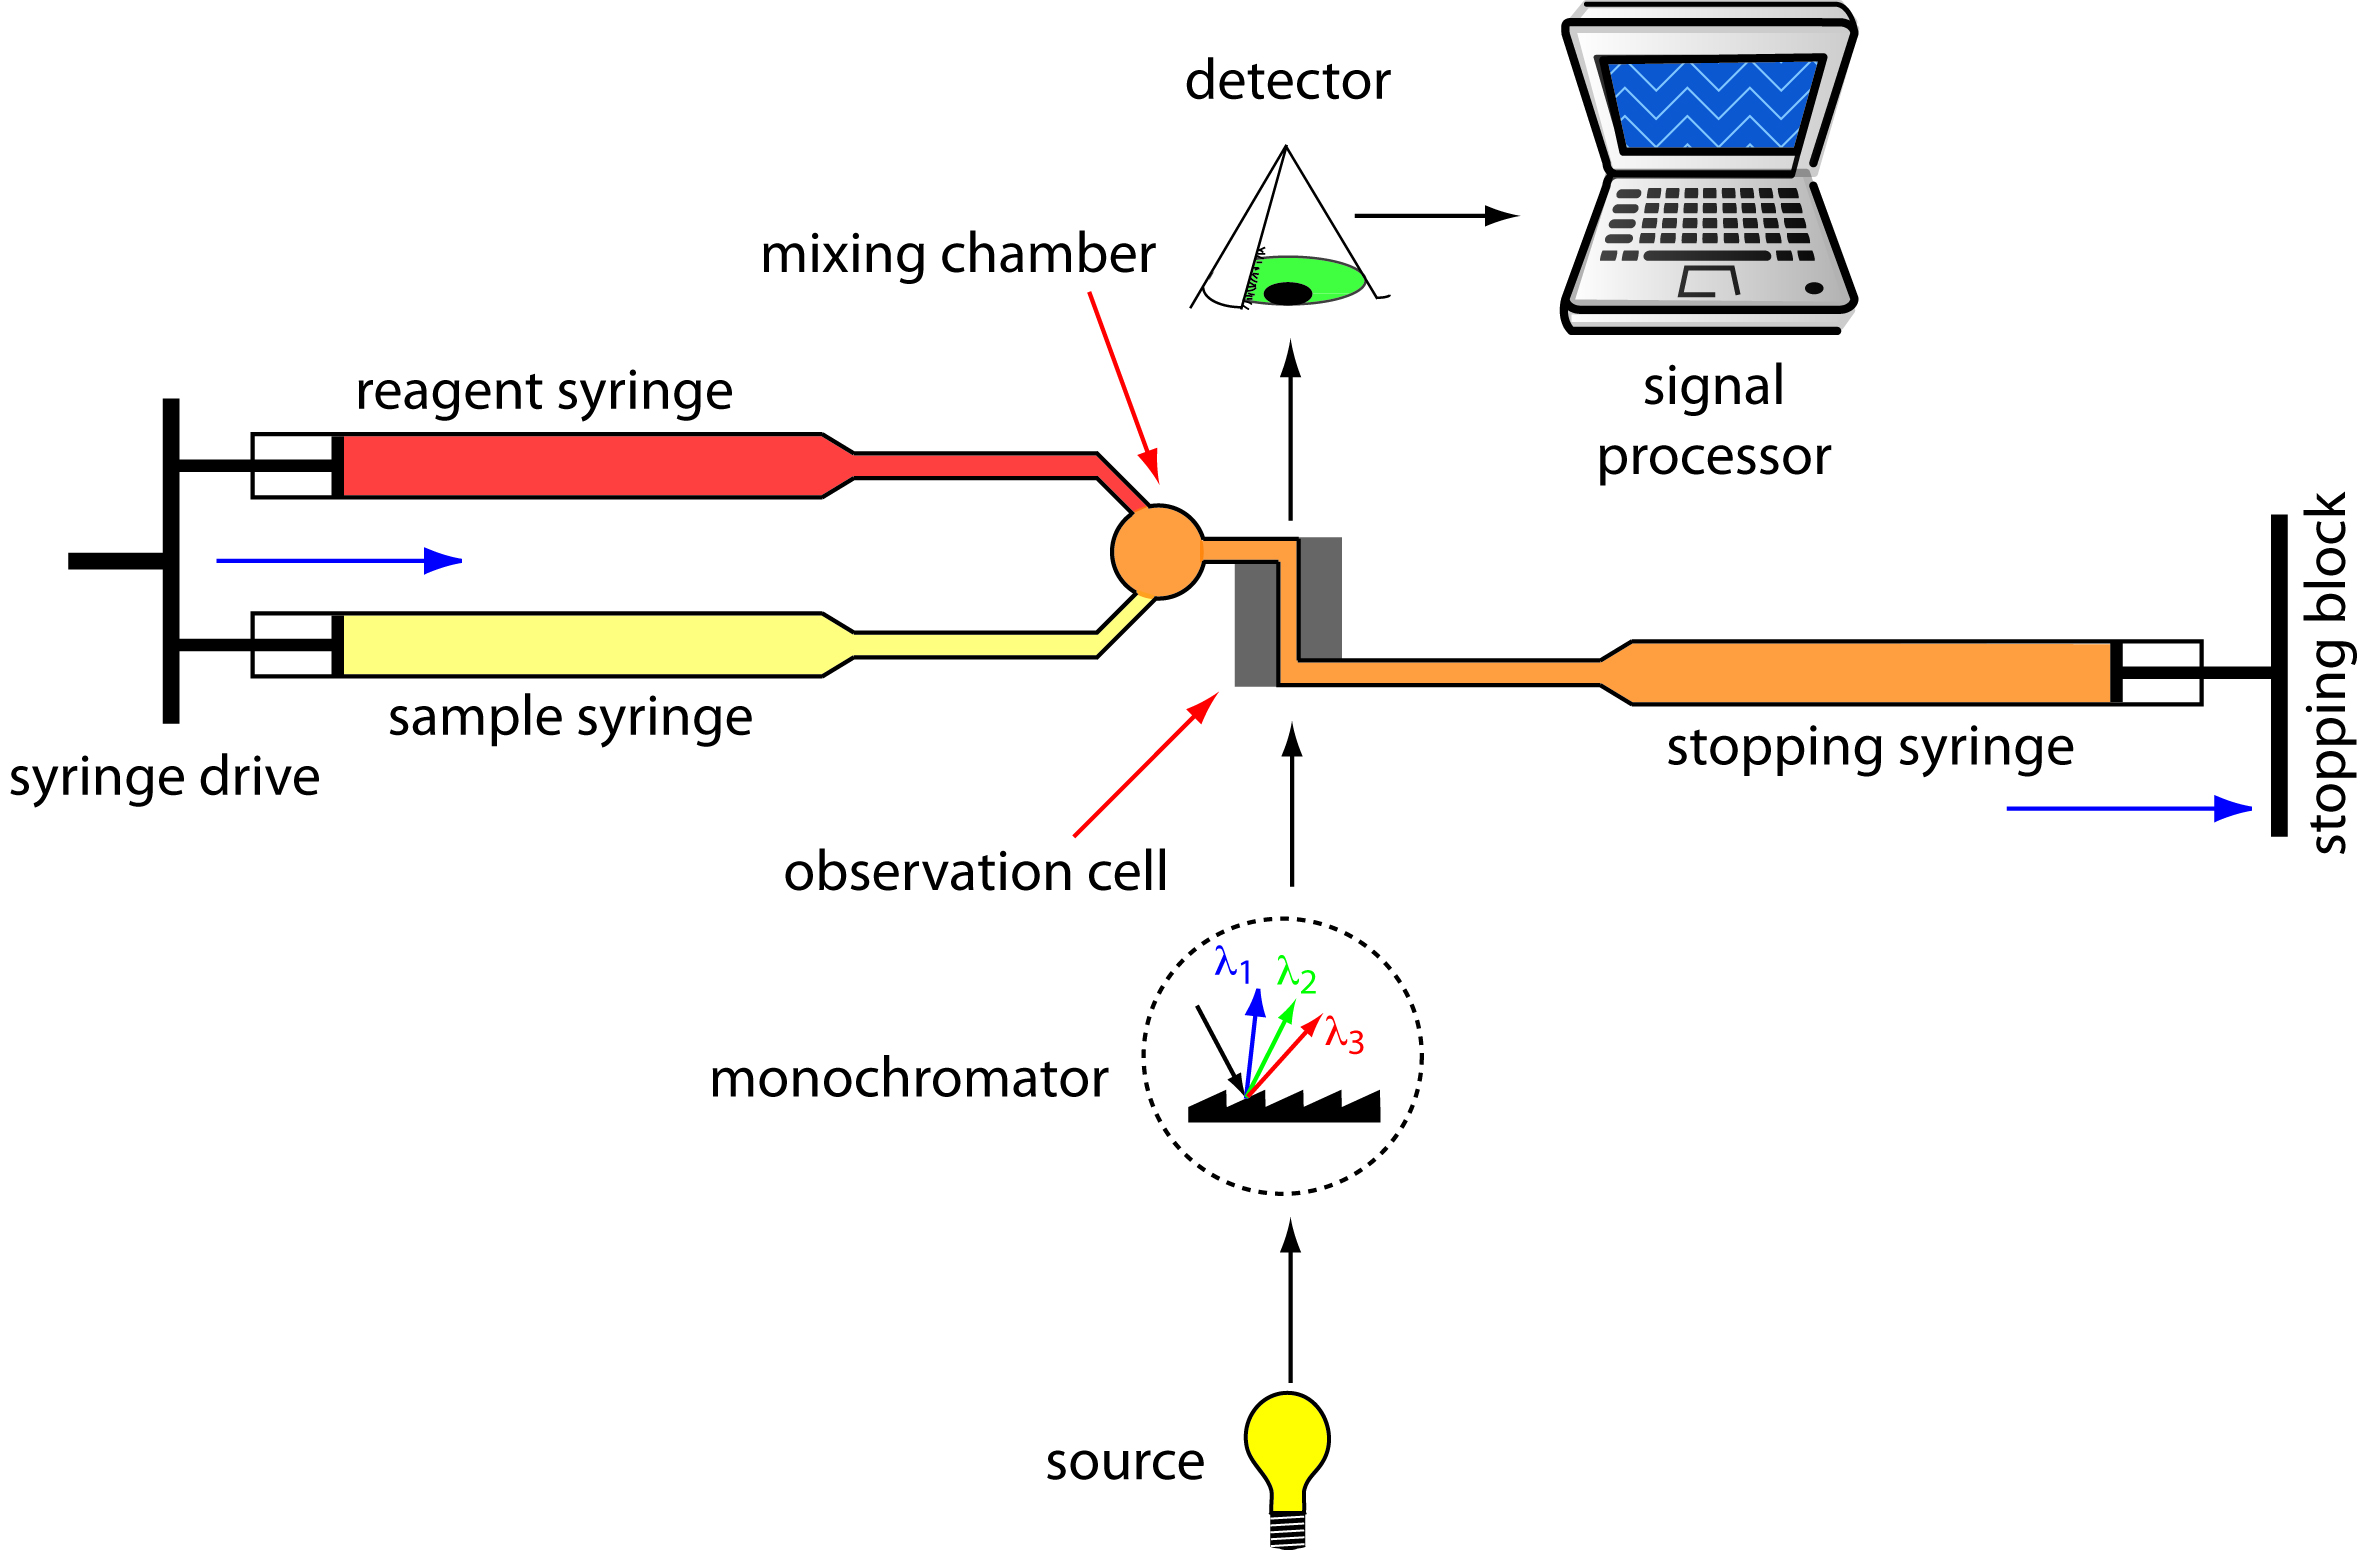 detector
mixing chamber
reagent syringe
signal
processor
stopping block
sample syringe
stopping syringe
syringe drive
observation cell
λ1
λ2
λ3
monochromator
source